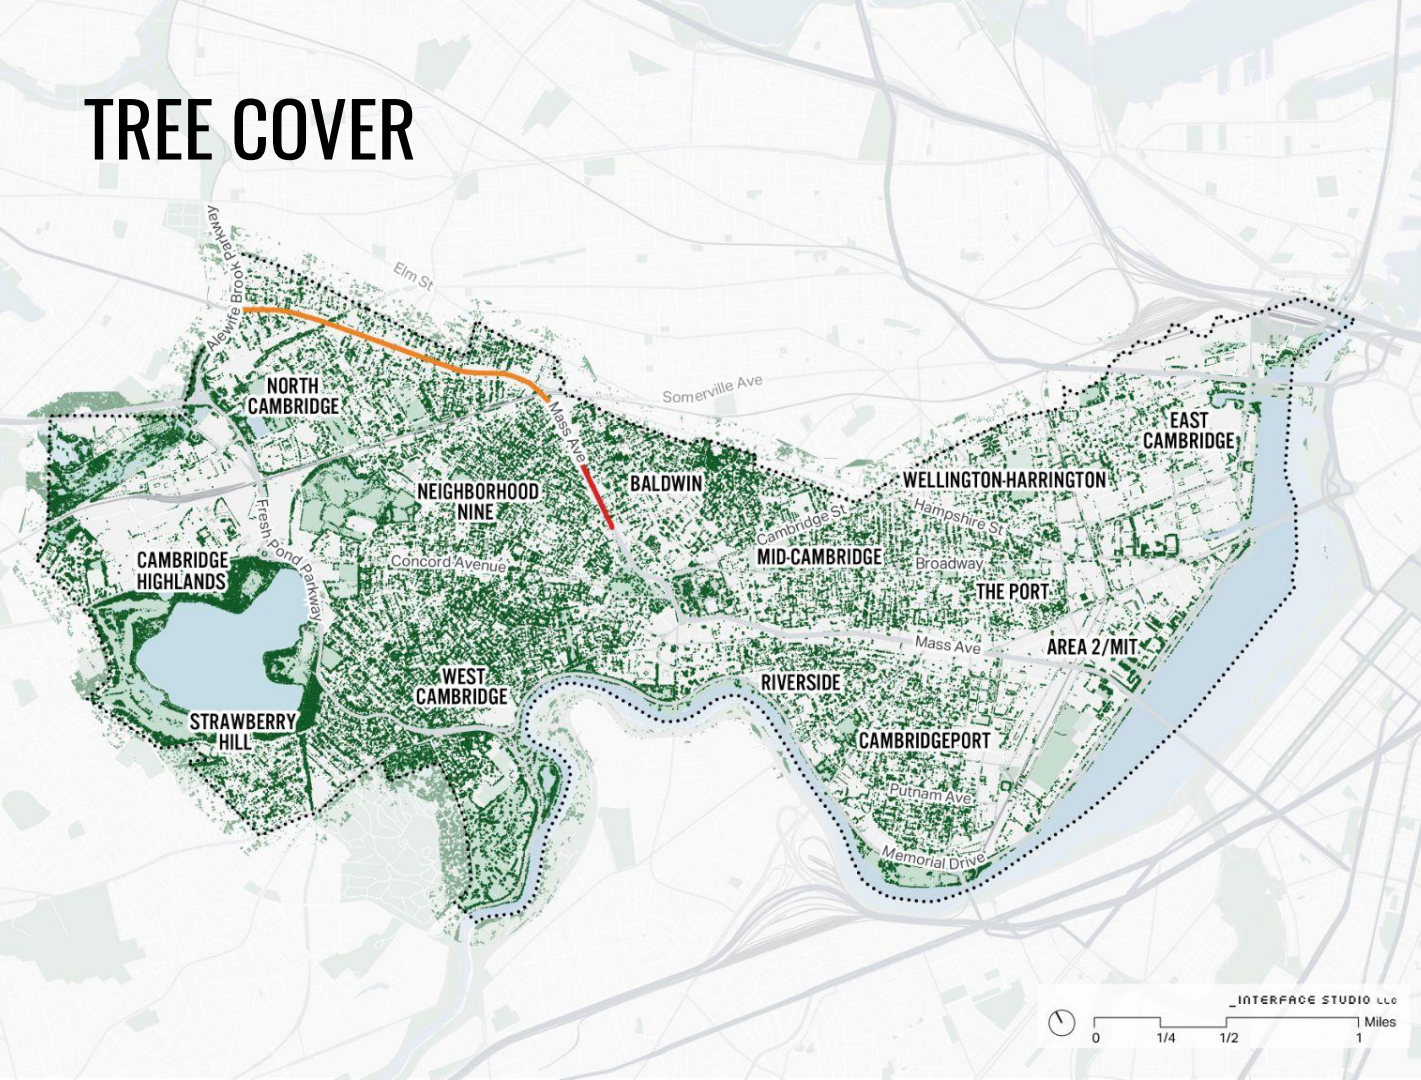 TREE COVER
Alewife Brook Parkway
Elm St
NORTH
CAMBRIDGE
Somerville Ave
Mass Ave
EAST
CAMBRIDGE
NEIGHBORHOOD
NINE
BALDWIN
WELLINGTON-HARRINGTON
Cambridge St
Hampshire St
Fresh Pond Parkway
CAMBRIDGE
HIGHLANDS
Concord Avenue
MID-CAMBRIDGE
Broadway
THE PORT
Mass Ave
AREA 2/MIT
WEST
CAMBRIDGE
RIVERSIDE
STRAWBERRY
HILL
CAMBRIDGEPORT
Putnam Ave
Memorial Drive
_INTERFACE STUDIO LLC
Miles
0 1/4 1/2 1